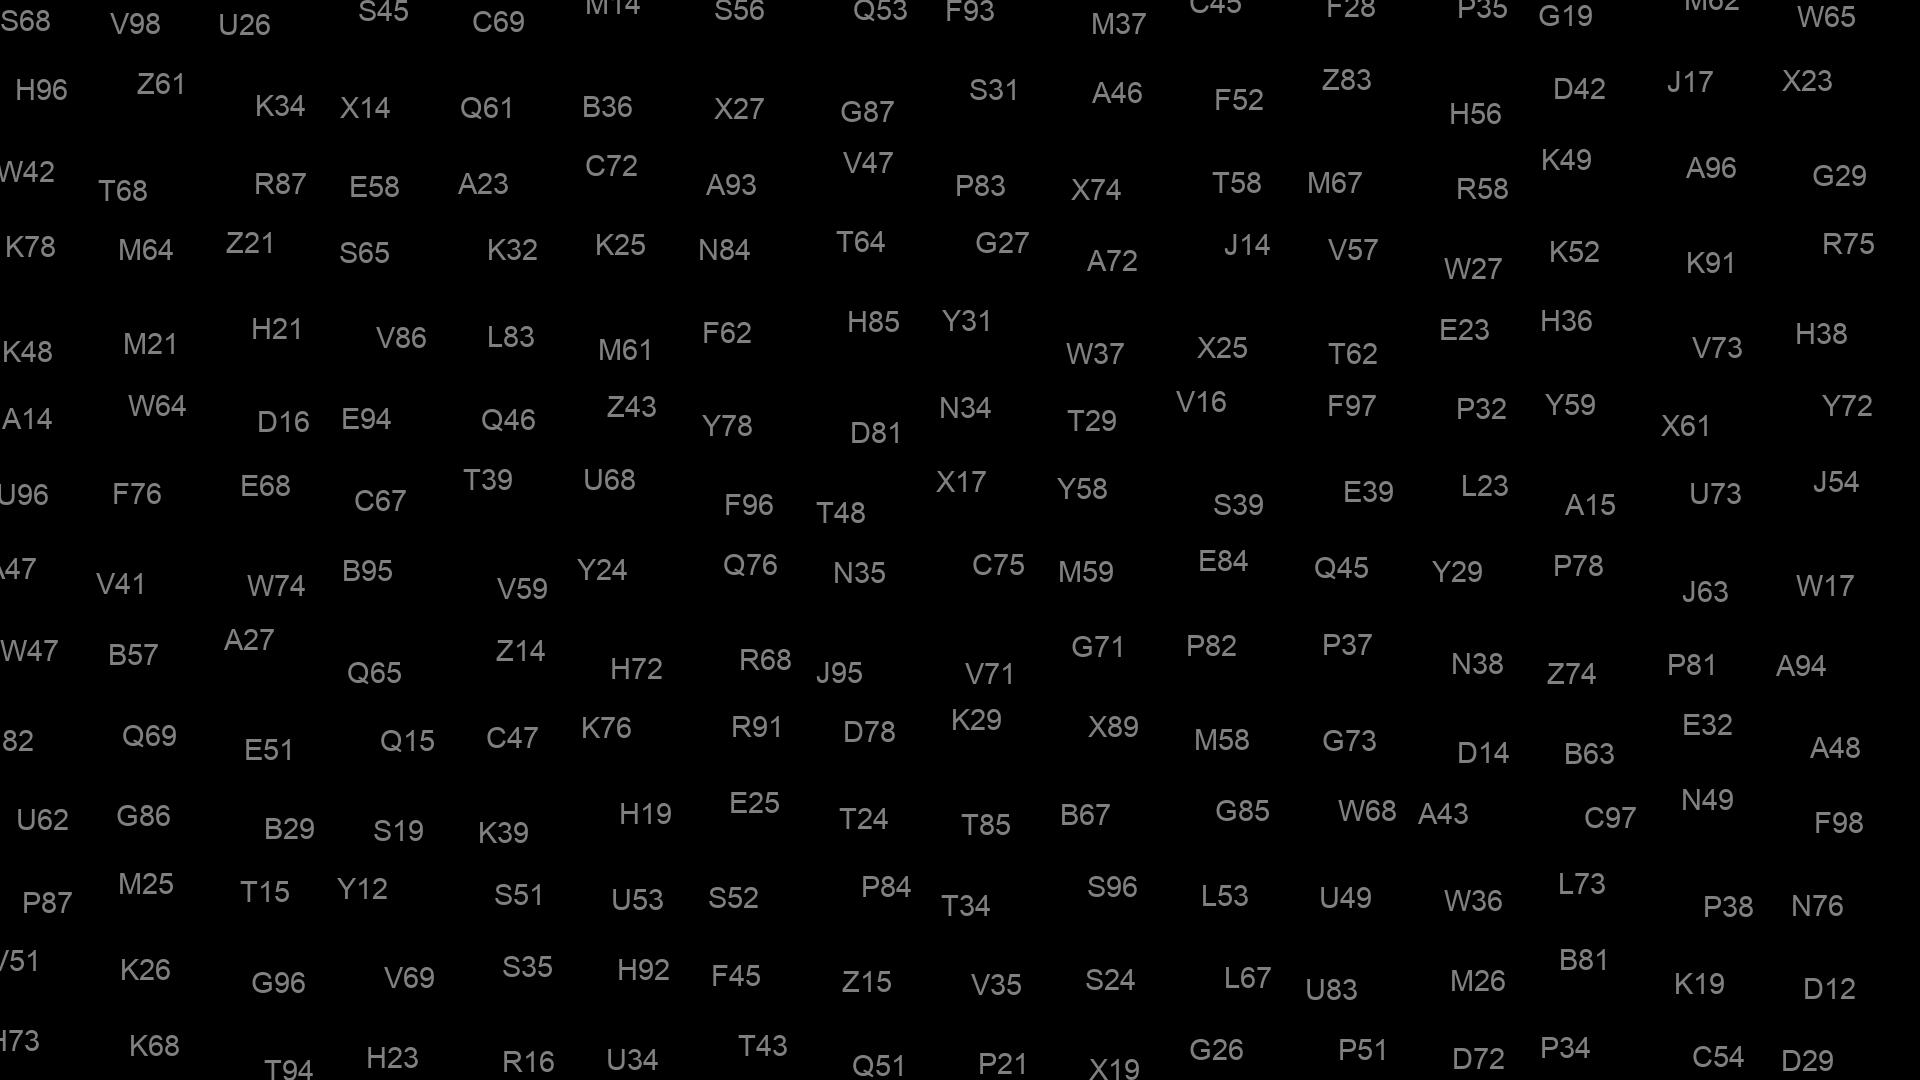 S68 V98 U26 S45 C69 M14 S56 Q53 F93 M37 C45 F28 P35 G19 M62 W65
H96 Z61 K34 X14 Q61 B36 X27 G87 S31 A46 F52 Z83 H56 D42 J17 X23
W42 T68 R87 E58 A23 C72 A93 V47 P83 X74 T58 M67 R58 K49 A96 G29
K78 M64 Z21 S65 K32 K25 N84 T64 G27 A72 J14 V57 W27 K52 K91 R75
K48 M21 H21 V86 L83 M61 F62 H85 Y31 W37 X25 T62 E23 H36 V73 H38
A14 W64 D16 E94 Q46 Z43 Y78 D81 N34 T29 V16 F97 P32 Y59 X61 Y72
U96 F76 E68 C67 T39 U68 F96 T48 X17 Y58 S39 E39 L23 A15 U73 J54
A47 V41 W74 B95 V59 Y24 Q76 N35 C75 M59 E84 Q45 Y29 P78 J63 W17
W47 B57 A27 Q65 Z14 H72 R68 J95 V71 G71 P82 P37 N38 Z74 P81 A94
82 Q69 E51 Q15 C47 K76 R91 D78 K29 X89 M58 G73 D14 B63 E32 A48
U62 G86 B29 S19 K39 H19 E25 T24 T85 B67 G85 W68 A43 C97 N49 F98
P87 M25 T15 Y12 S51 U53 S52 P84 T34 S96 L53 U49 W36 L73 P38 N76
V51 K26 G96 V69 S35 H92 F45 Z15 V35 S24 L67 U83 M26 B81 K19 D12
H73 K68 T94 H23 R16 U34 T43 Q51 P21 X19 G26 P51 D72 P34 C54 D29